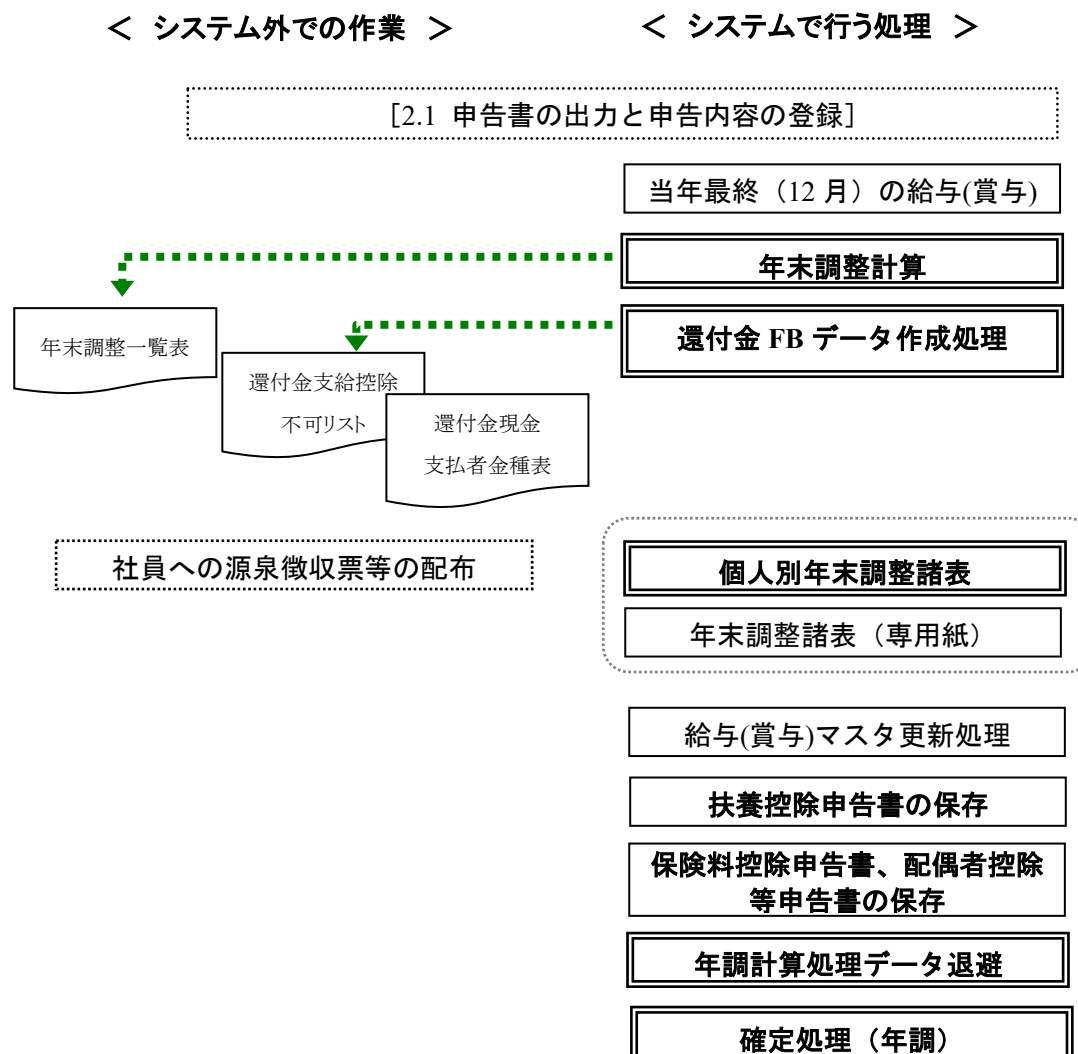 ＜ システム外での作業 ＞
＜ システムで行う処理 ＞
[2.1 申告書の出力と申告内容の登録]
当年最終（12 月）の給与(賞与)
年末調整計算
還付金 FB データ作成処理
年末調整一覧表
還付金支給控除
不可リスト
還付金現金
支払者金種表
社員への源泉徴収票等の配布
個人別年末調整諸表
年末調整諸表（専用紙）
給与(賞与)マスタ更新処理
扶養控除申告書の保存
保険料控除申告書、配偶者控除
等申告書の保存
年調計算処理データ退避
確定処理（年調）